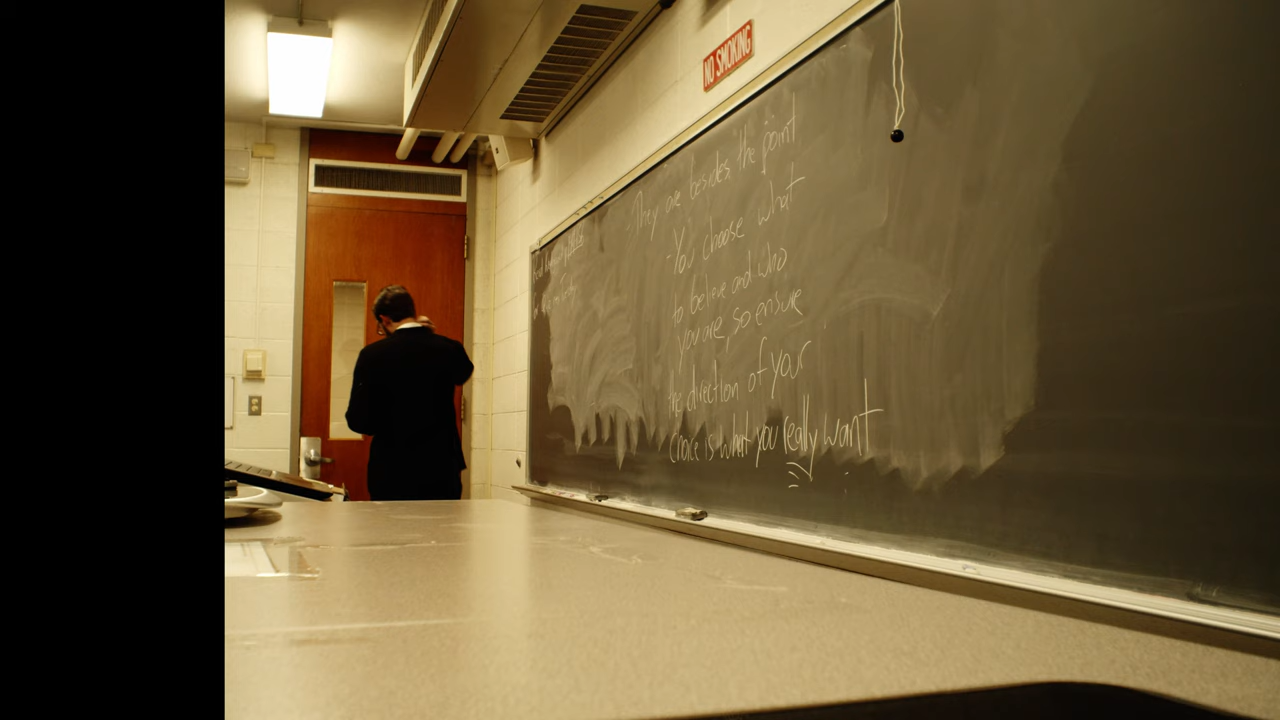 NO SMOKING
They are besides the point
-You choose what
to believe and who
you are, so ensure
the direction of your
choice is what you really want